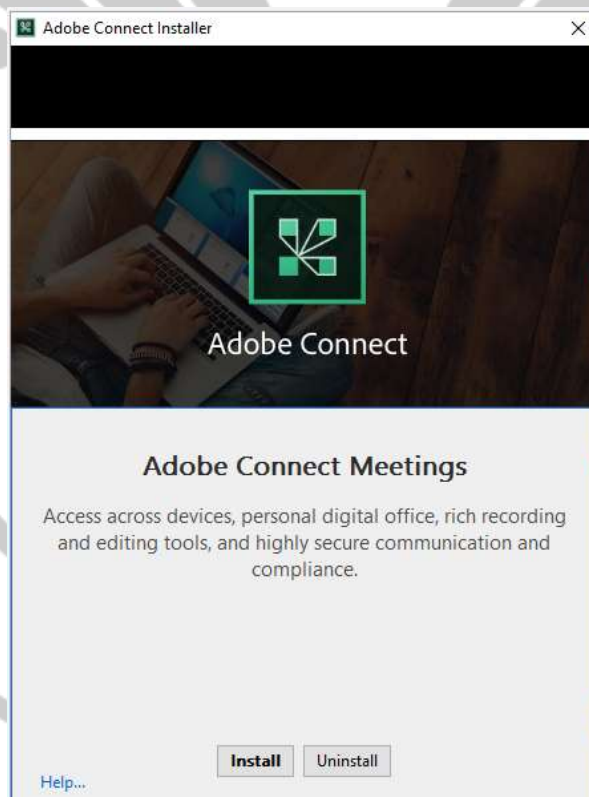 Adobe Connect Installer
Adobe Connect
Adobe Connect Meetings
Access across devices, personal digital office, rich recording
and editing tools, and highly secure communication and
compliance.
Install
Uninstall
Help...